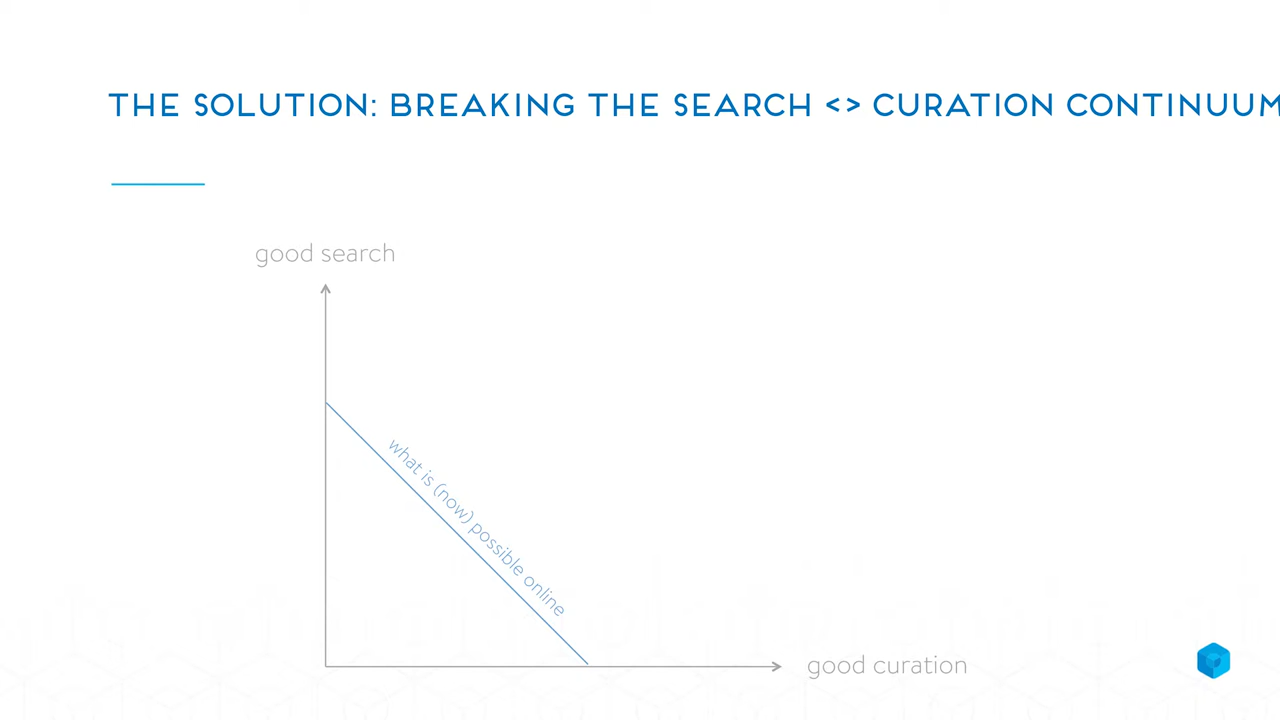 THE SOLUTION: BREAKING THE SEARCH <> CURATION CONTINUUM
good search
what is (now) possible online
good curation